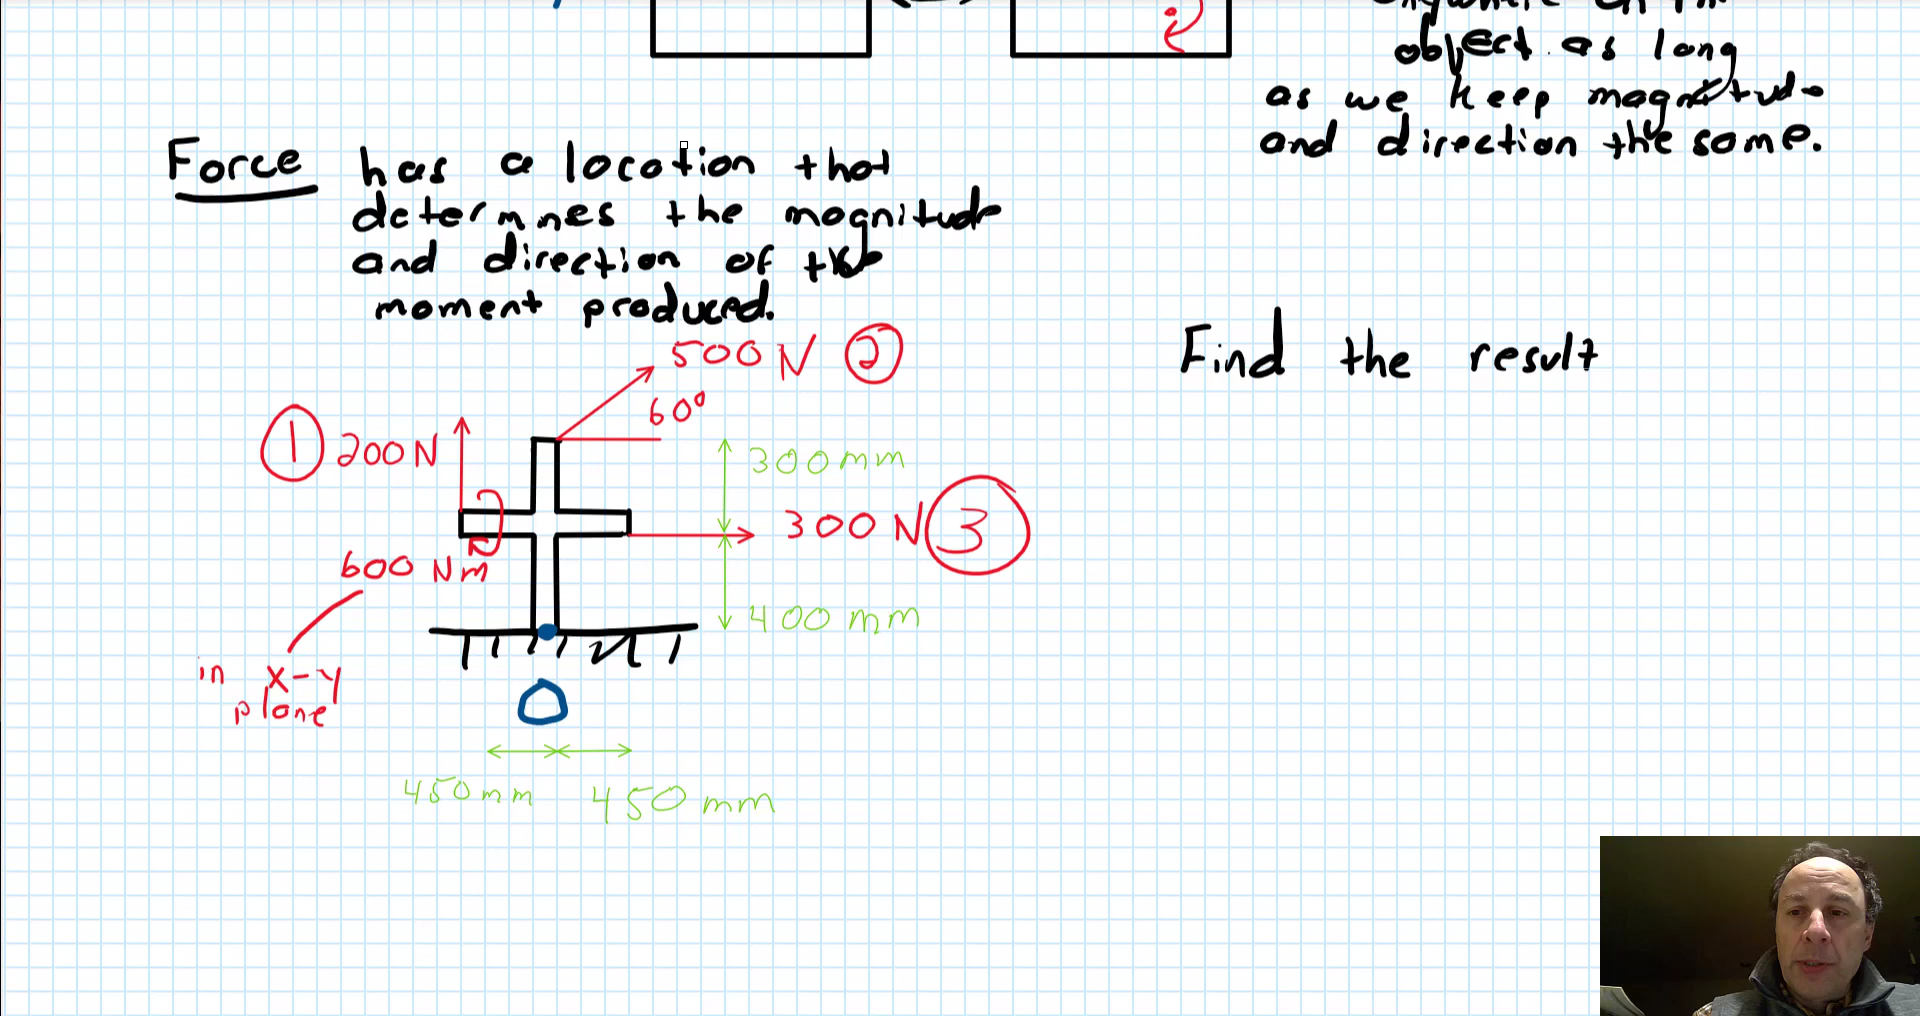 object as long
as we keep magnitude
and direction the same.
Force has a location that
determines the magnitude
and direction of the
moment produced.
500 N 2
Find the result
60°
1 200 N
300 mm
300 N 3
600 Nm
400 mm
in x-y
plane
O
450 mm 450 mm